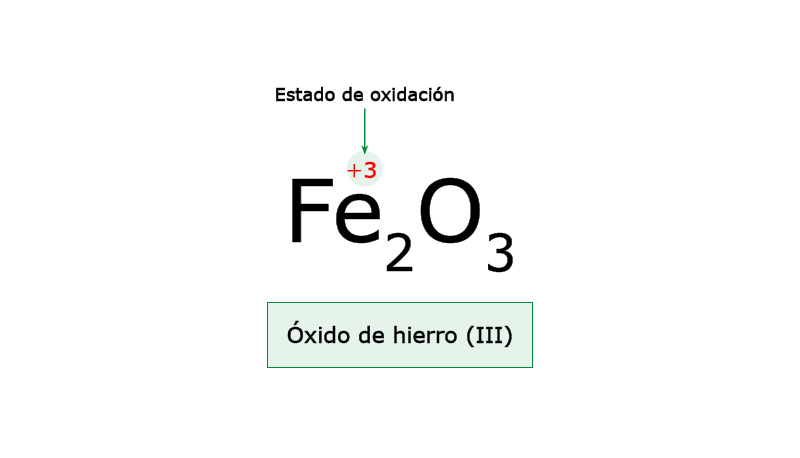 Estado de oxidación
+3
Fe₂O₃
Óxido de hierro (III)